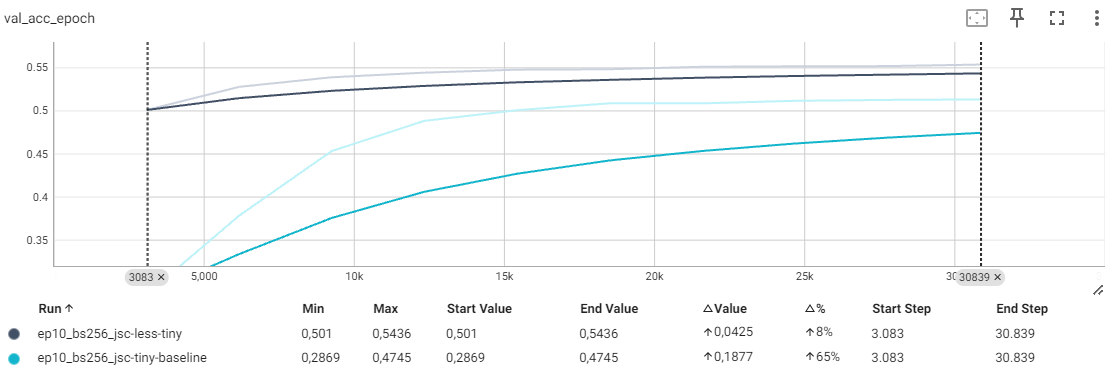 val_acc_epoch
0.55
0.5
0.45
0.4
0.35
3083 ✕ 5,000 10k 15k 20k 25k 30 30839 ✕
Run ↑ Min Max Start Value End Value △Value △% Start Step End Step
ep10_bs256_jsc-less-tiny 0,501 0,5436 0,501 0,5436 ↑0,0425 ↑8% 3.083 30.839
ep10_bs256_jsc-tiny-baseline 0,2869 0,4745 0,2869 0,4745 ↑0,1877 ↑65% 3.083 30.839